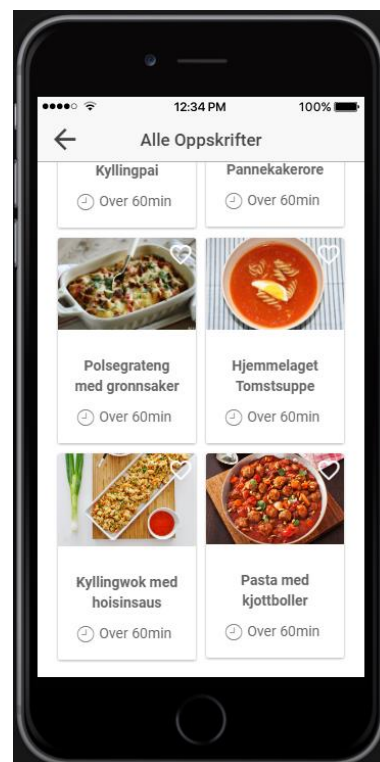 12:34 PM 100%
Alle Oppskrifter
Kyllingpai
Over 60min
Pannekakerore
Over 60min
Polsegrateng
med gronnsaker
Over 60min
Hjemmelaget
Tomstsuppe
Over 60min
Kyllingwok med
hoisinsaus
Over 60min
Pasta med
kjottboller
Over 60min